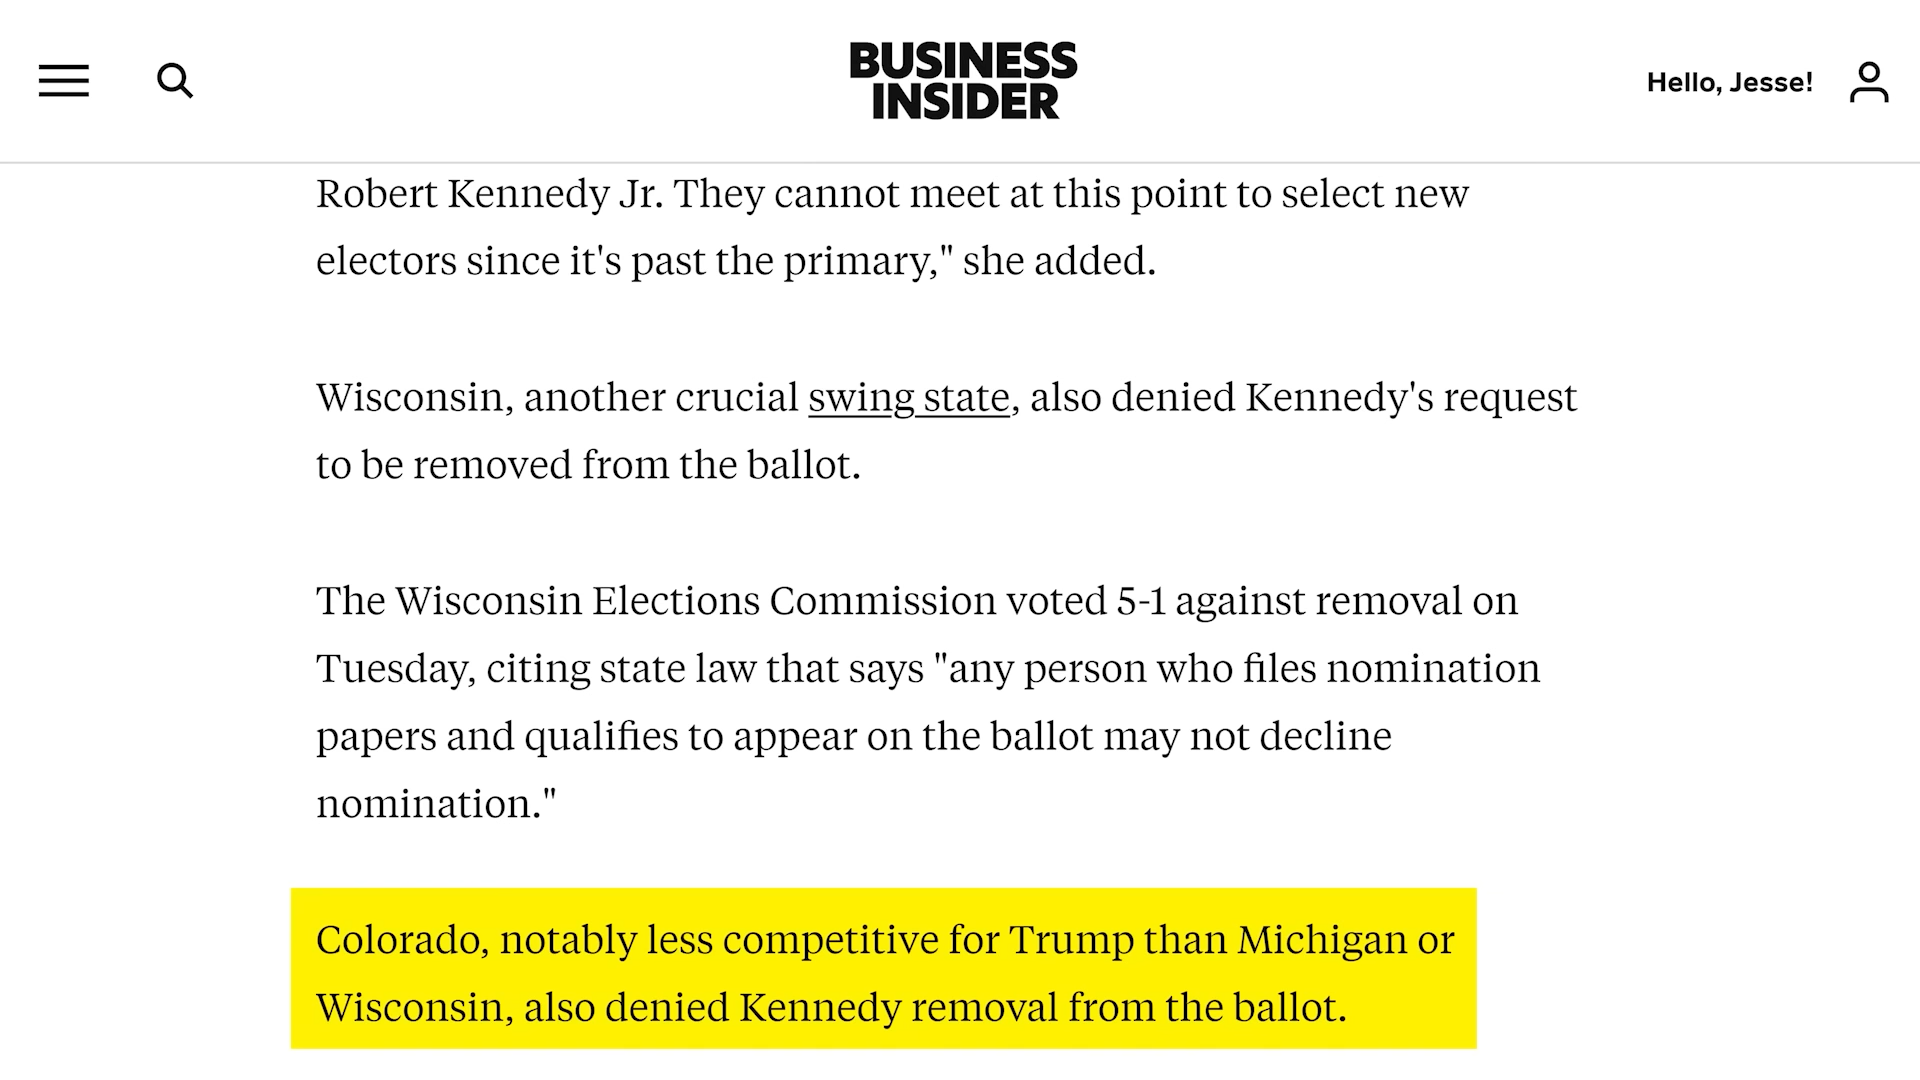 BUSINESS
INSIDER
Hello, Jesse!
Robert Kennedy Jr. They cannot meet at this point to select new
electors since it's past the primary," she added.
Wisconsin, another crucial swing state, also denied Kennedy's request
to be removed from the ballot.
The Wisconsin Elections Commission voted 5-1 against removal on
Tuesday, citing state law that says "any person who files nomination
papers and qualifies to appear on the ballot may not decline
nomination."
Colorado, notably less competitive for Trump than Michigan or
Wisconsin, also denied Kennedy removal from the ballot.